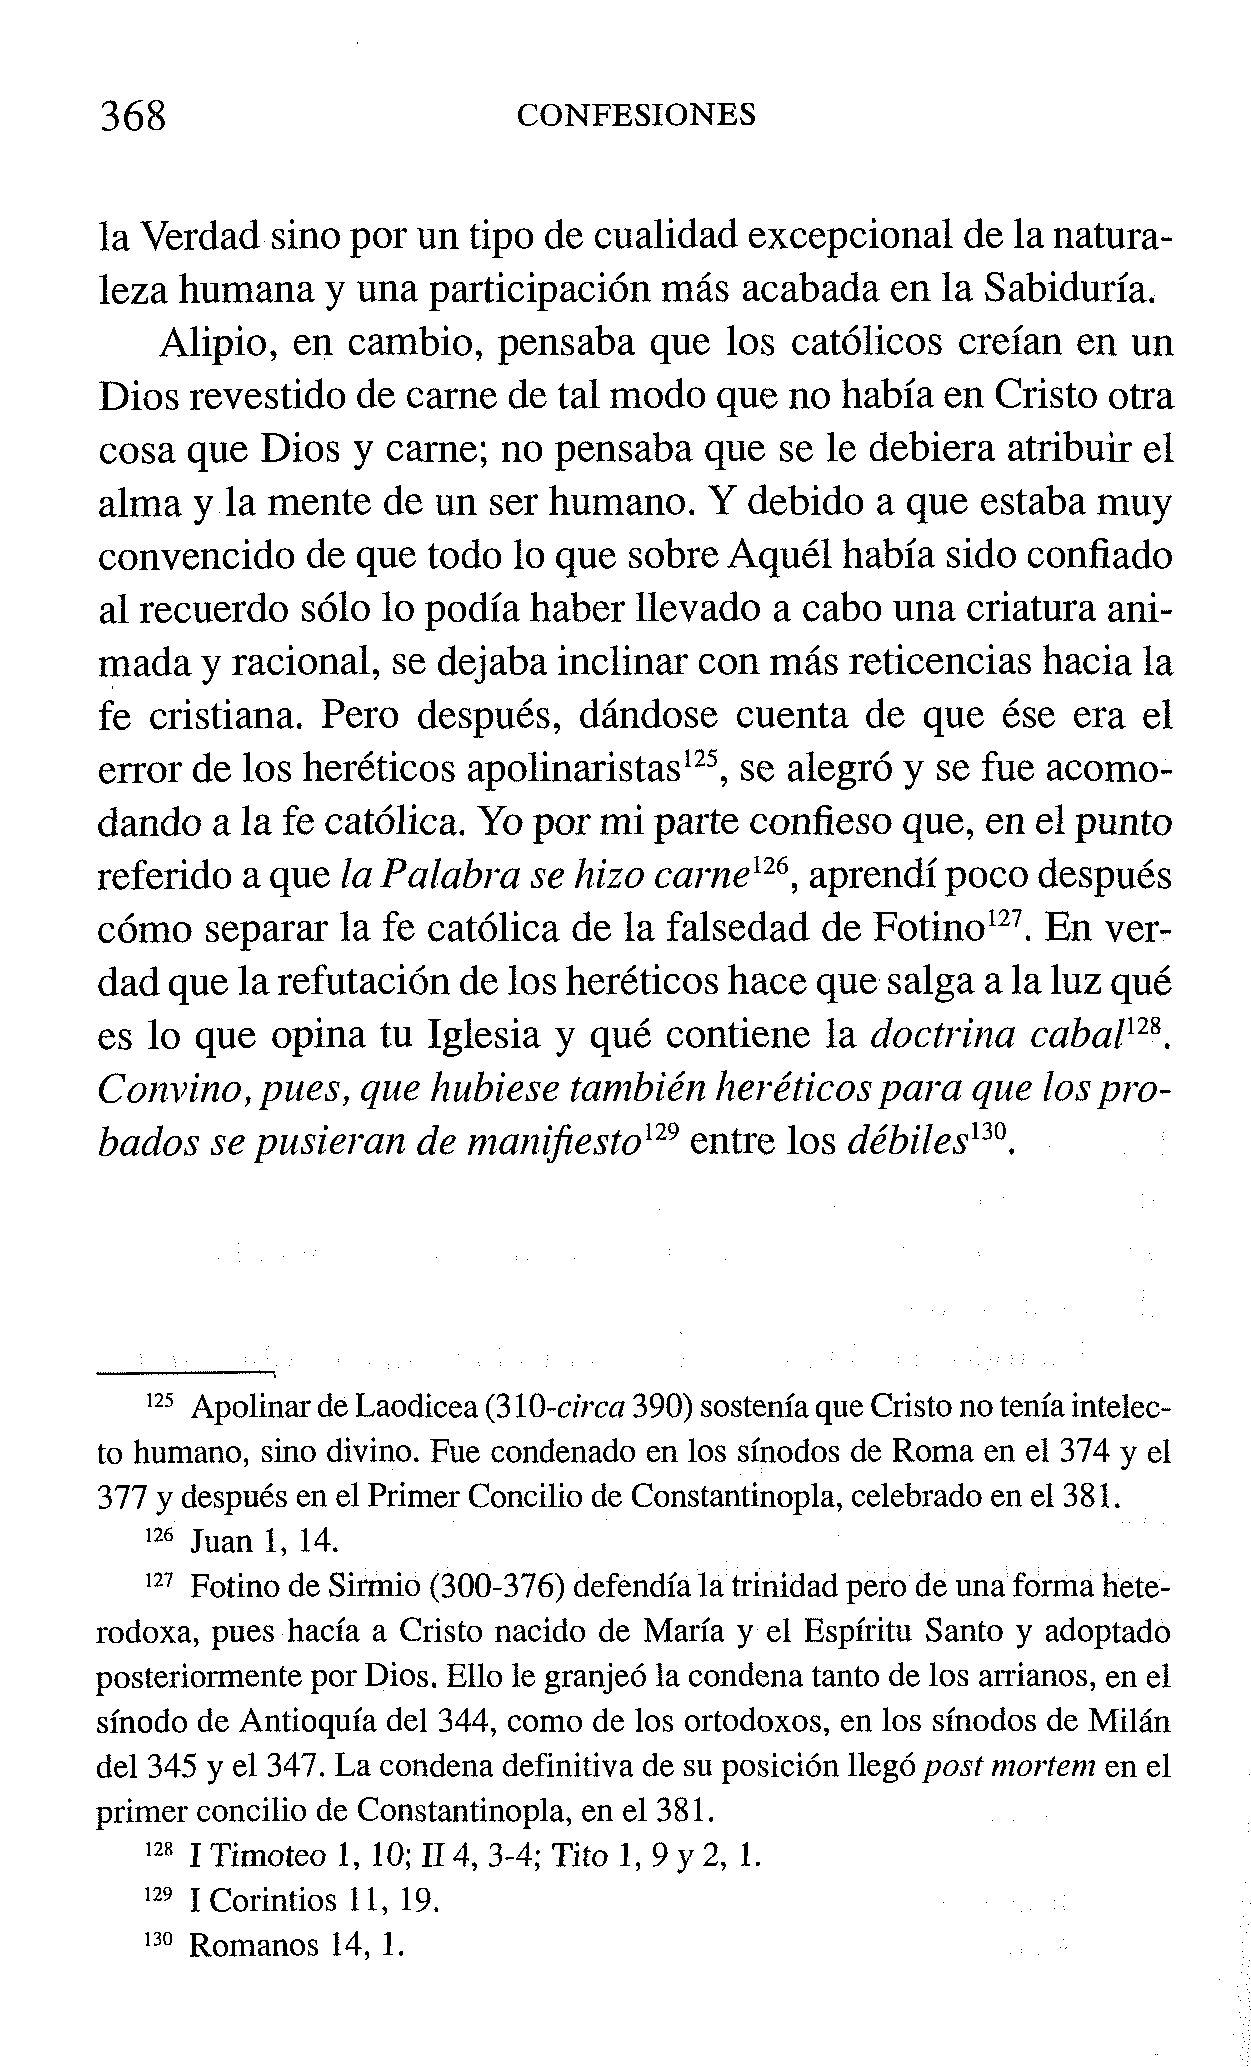 368 CONFESIONES
la Verdad sino por un tipo de cualidad excepcional de la natura-
leza humana y una participación más acabada en la Sabiduría.
Alipio, en cambio, pensaba que los católicos creían en un
Dios revestido de carne de tal modo que no había en Cristo otra
cosa que Dios y carne; no pensaba que se le debiera atribuir el
alma y la mente de un ser humano. Y debido a que estaba muy
convencido de que todo lo que sobre Aquél había sido confiado
al recuerdo sólo lo podía haber llevado a cabo una criatura ani-
mada y racional, se dejaba inclinar con más reticencias hacia la
fe cristiana. Pero después, dándose cuenta de que ése era el
error de los heréticos apolinaristas¹²⁵, se alegró y se fue acomo-
dando a la fe católica. Yo por mi parte confieso que, en el punto
referido a que la Palabra se hizo carne¹²⁶, aprendí poco después
cómo separar la fe católica de la falsedad de Fotino¹²⁷. En ver-
dad que la refutación de los heréticos hace que salga a la luz qué
es lo que opina tu Iglesia y qué contiene la doctrina cabal¹²⁸.
Convino, pues, que hubiese también heréticos para que los pro-
bados se pusieran de manifiesto¹²⁹ entre los débiles¹³⁰.
¹²⁵ Apolinar de Laodicea (310-circa 390) sostenía que Cristo no tenía intelec-
to humano, sino divino. Fue condenado en los sínodos de Roma en el 374 y el
377 y después en el Primer Concilio de Constantinopla, celebrado en el 381.
¹²⁶ Juan 1, 14.
¹²⁷ Fotino de Sirmio (300-376) defendía la trinidad pero de una forma hete-
rodoxa, pues hacía a Cristo nacido de María y el Espíritu Santo y adoptado
posteriormente por Dios. Ello le granjeó la condena tanto de los arrianos, en el
sínodo de Antioquía del 344, como de los ortodoxos, en los sínodos de Milán
del 345 y el 347. La condena definitiva de su posición llegó post mortem en el
primer concilio de Constantinopla, en el 381.
¹²⁸ I Timoteo 1, 10; II 4, 3-4; Tito 1, 9 y 2, 1.
¹²⁹ I Corintios 11, 19.
¹³⁰ Romanos 14, 1.